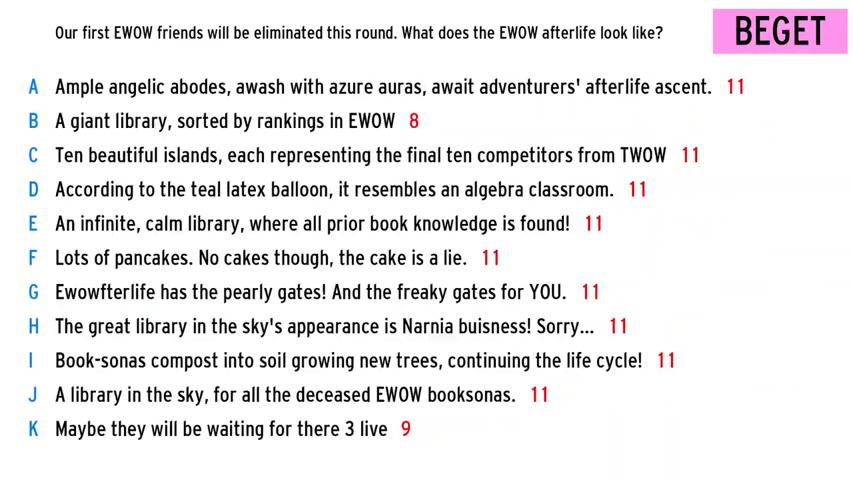 Our first EWOW friends will be eliminated this round. What does the EWOW afterlife look like?
BEGET
A Ample angelic abodes, awash with azure auras, await adventurers' afterlife ascent. 11
B A giant library, sorted by rankings in EWOW 8
C Ten beautiful islands, each representing the final ten competitors from TWOW 11
D According to the teal latex balloon, it resembles an algebra classroom. 11
E An infinite, calm library, where all prior book knowledge is found! 11
F Lots of pancakes. No cakes though, the cake is a lie. 11
G Ewowfterlife has the pearly gates! And the freaky gates for YOU. 11
H The great library in the sky's appearance is Narnia buisness! Sorry... 11
I Book-sonas compost into soil growing new trees, continuing the life cycle! 11
J A library in the sky, for all the deceased EWOW booksonas. 11
K Maybe they will be waiting for there 3 live 9